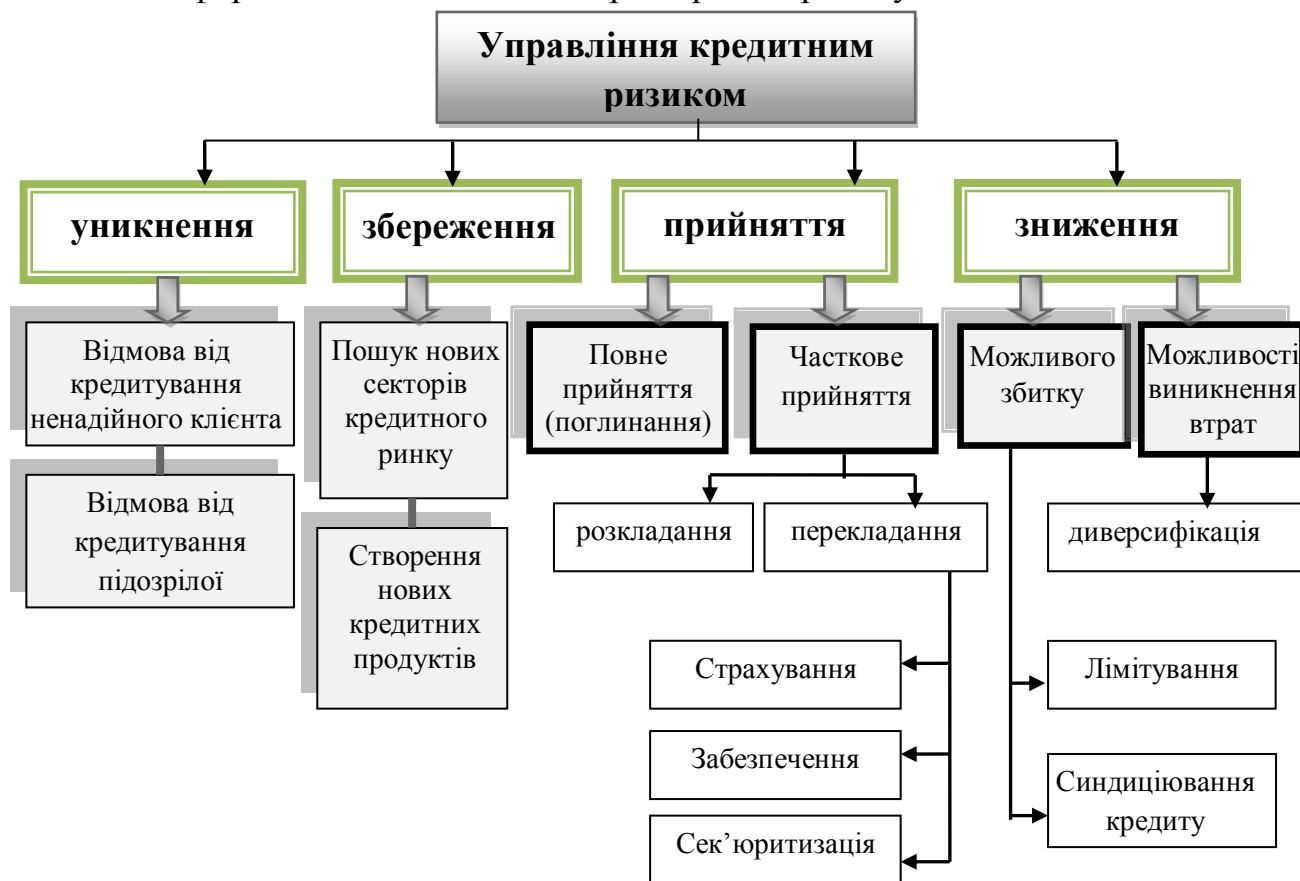 Управління кредитним
ризиком
уникнення
збереження
прийняття
зниження
Відмова від
кредитування
ненадійного клієнта
Відмова від
кредитування
підозрілої
Пошук нових
секторів
кредитного
ринку
Створення
нових
кредитних
продуктів
Повне
прийняття
(поглинання)
Часткове
прийняття
розкладання
перекладання
Страхування
Забезпечення
Сек’юритизація
Можливого
збитку
Можливості
виникнення
втрат
диверсифікація
Лімітування
Синдиціювання
кредиту